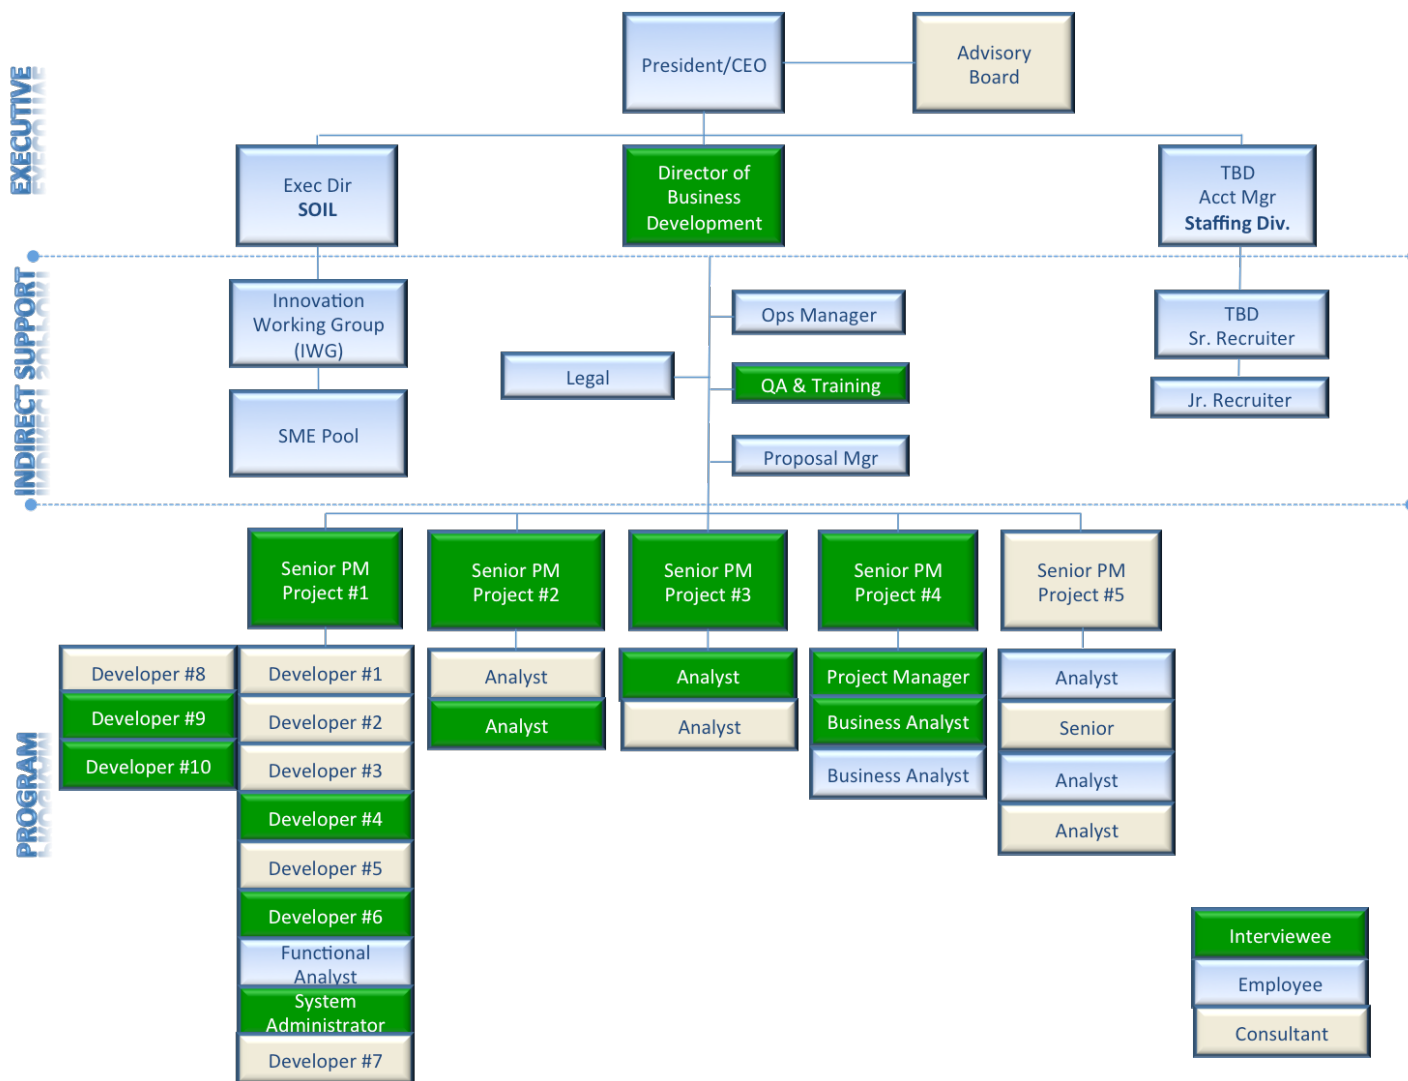 EXECUTIVE
President/CEO
Advisory
Board
Exec Dir
SOIL
Director of
Business
Development
TBD
Acct Mgr
Staffing Div.
INDIRECT SUPPORT
Innovation
Working Group
(IWG)
SME Pool
Legal
Ops Manager
QA & Training
Proposal Mgr
TBD
Sr. Recruiter
Jr. Recruiter
PROGRAM
Senior PM
Project #1
Senior PM
Project #2
Senior PM
Project #3
Senior PM
Project #4
Senior PM
Project #5
Developer #8
Developer #9
Developer #10
Developer #1
Developer #2
Developer #3
Developer #4
Developer #5
Developer #6
Functional
Analyst
System
Administrator
Developer #7
Analyst
Analyst
Analyst
Analyst
Project Manager
Business Analyst
Business Analyst
Analyst
Senior
Analyst
Analyst
Interviewee
Employee
Consultant